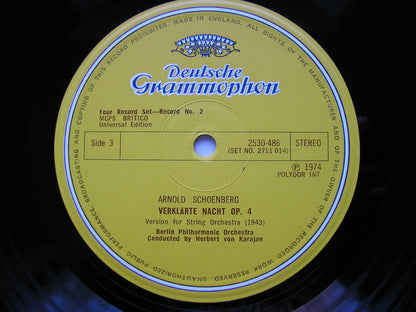 Deutsche
Grammophon
Four Record Set—Record No. 2
MCPS BRITICO
Universal Edition
Side 3
2530-486
STEREO
(SET NO. 2711 014)
Ⓟ 1974
POLYDOR INT.
ARNOLD SCHOENBERG
VERKLÄRTE NACHT OP. 4
Version for String Orchestra (1943)
Berlin Philharmonic Orchestra
Conducted by Herbert von Karajan
MADE IN ENGLAND. ALL RIGHTS OF THE MANUFACTURER AND OF THE OWNER OF THE RECORDED WORK RESERVED. UNAUTHORISED PUBLIC PERFORMANCE, BROADCASTING AND COPYING OF THIS RECORD PROHIBITED.